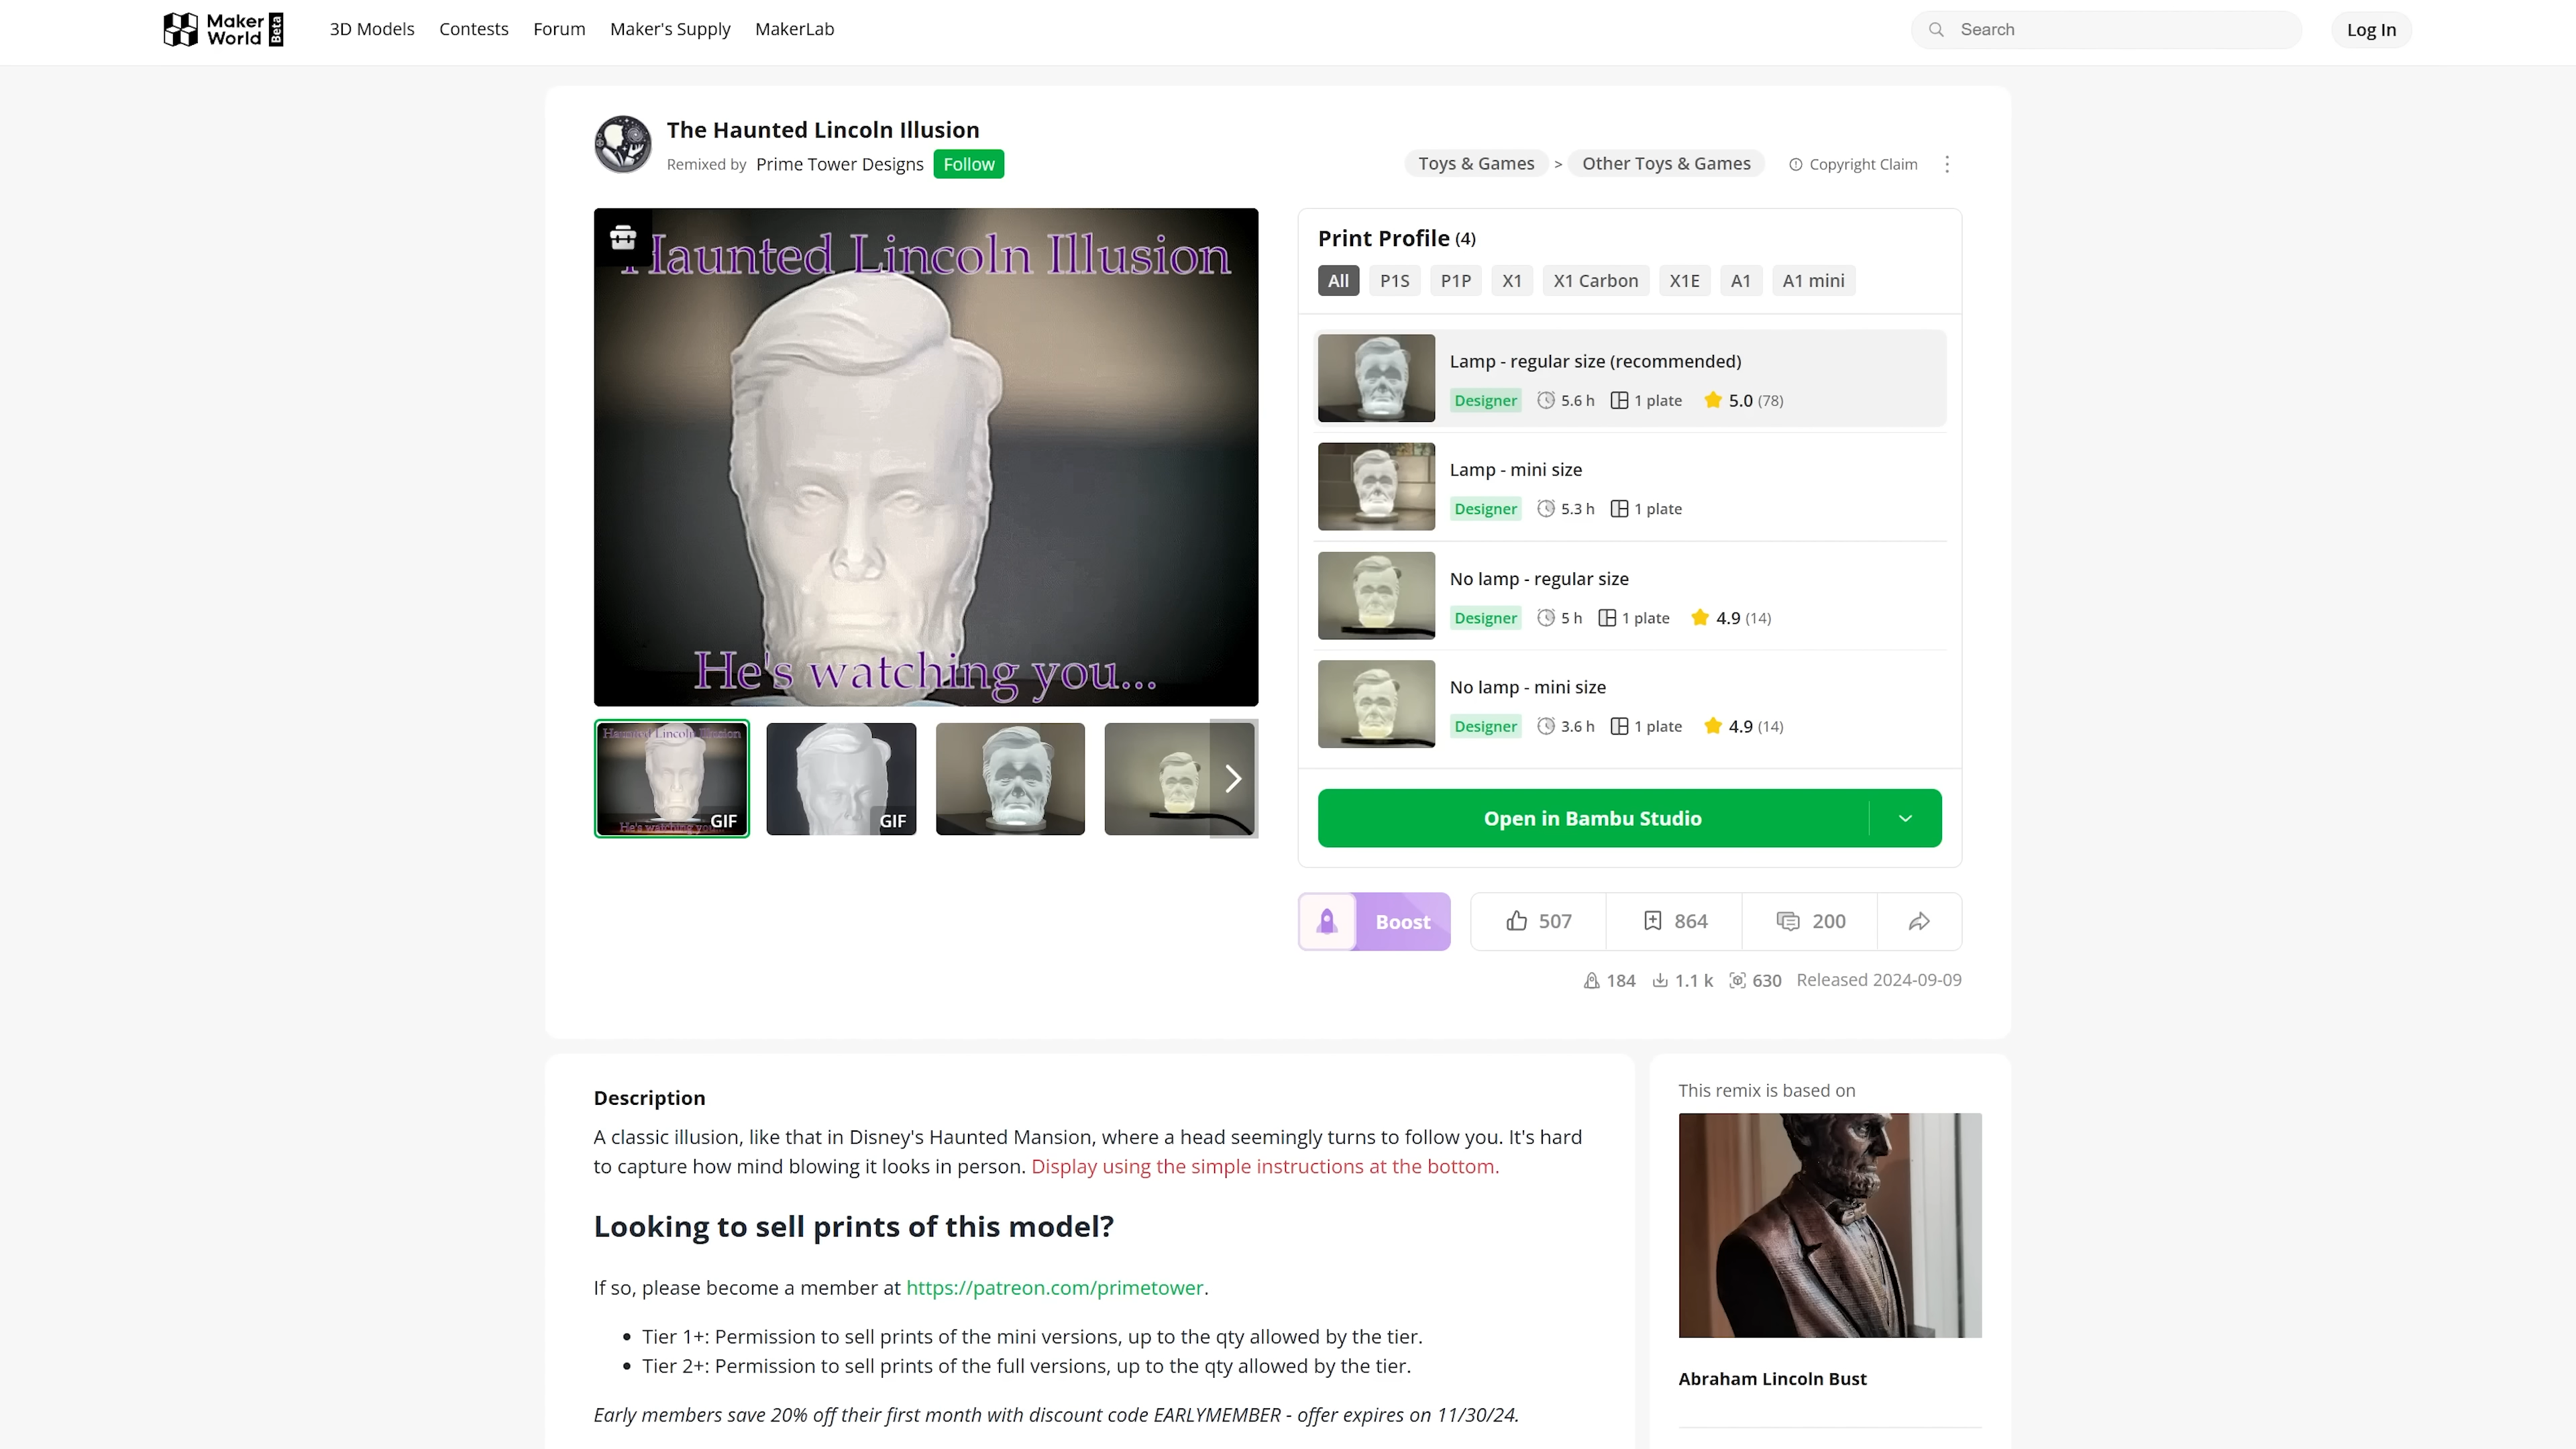 Maker World Beta
3D Models
Contests
Forum
Maker's Supply
MakerLab
Search
Log In
The Haunted Lincoln Illusion
Remixed by Prime Tower Designs Follow
Toys & Games > Other Toys & Games
Copyright Claim
Haunted Lincoln Illusion
He's watching you...
Haunted Lincoln Illusion
He's watching you...
GIF
GIF
Print Profile (4)
All
P1S
P1P
X1
X1 Carbon
X1E
A1
A1 mini
Lamp - regular size (recommended)
Designer 5.6 h 1 plate 5.0 (78)
Lamp - mini size
Designer 5.3 h 1 plate
No lamp - regular size
Designer 5 h 1 plate 4.9 (14)
No lamp - mini size
Designer 3.6 h 1 plate 4.9 (14)
Open in Bambu Studio
Boost
507
864
200
184 1.1 k 630 Released 2024-09-09
Description
A classic illusion, like that in Disney's Haunted Mansion, where a head seemingly turns to follow you. It's hard
to capture how mind blowing it looks in person. Display using the simple instructions at the bottom.
Looking to sell prints of this model?
If so, please become a member at https://patreon.com/primetower.
• Tier 1+: Permission to sell prints of the mini versions, up to the qty allowed by the tier.
• Tier 2+: Permission to sell prints of the full versions, up to the qty allowed by the tier.
Early members save 20% off their first month with discount code EARLYMEMBER - offer expires on 11/30/24.
This remix is based on
Abraham Lincoln Bust